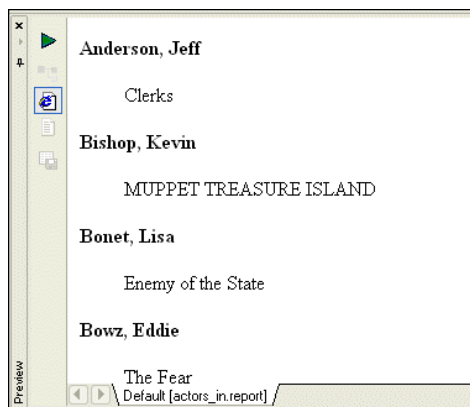 Anderson, Jeff
Clerks
Bishop, Kevin
MUPPET TREASURE ISLAND
Bonet, Lisa
Enemy of the State
Bowz, Eddie
The Fear
Default [actors_in.report]
Preview